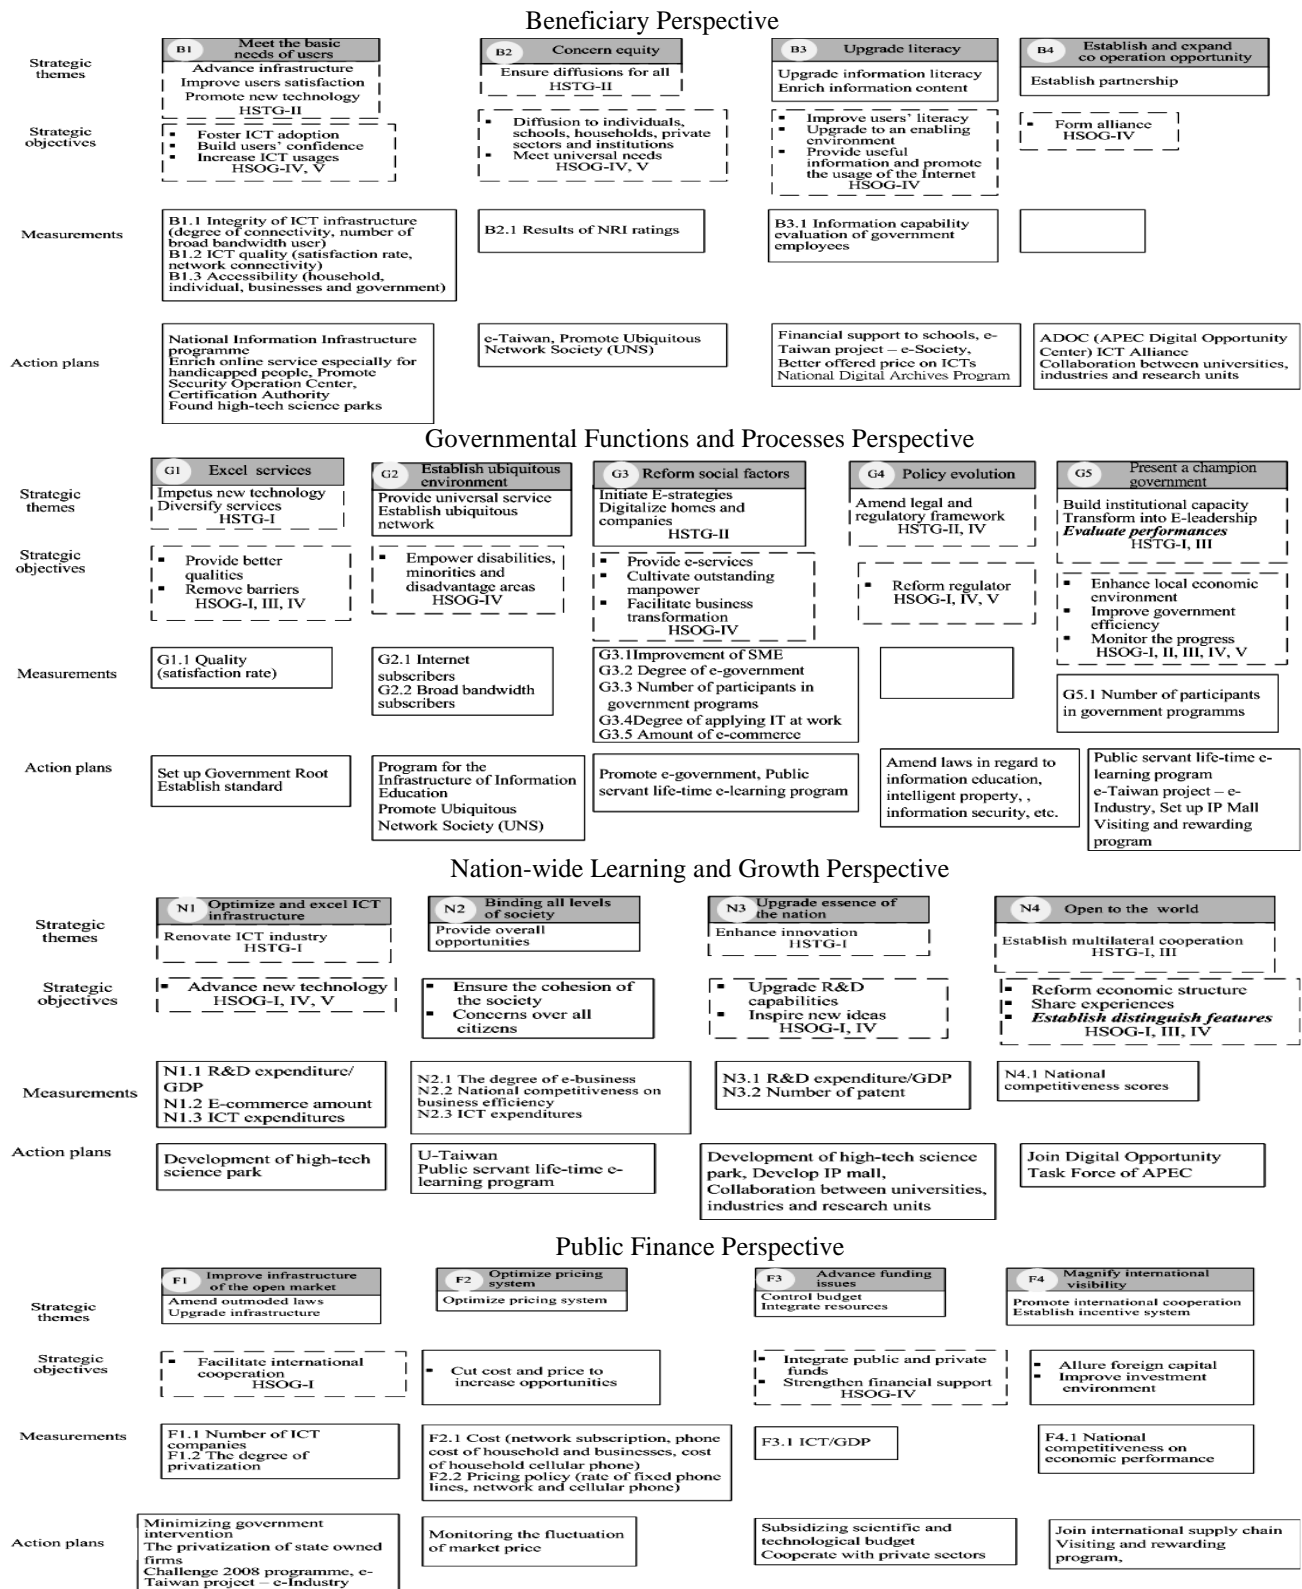 Beneficiary Perspective
Strategic
themes
B1 Meet the basic
needs of users
Advance infrastructure
Improve users satisfaction
Promote new technology
HSTG-II
B2 Concern equity
Ensure diffusions for all
HSTG-II
B3 Upgrade literacy
Upgrade information literacy
Enrich information content
B4 Establish and expand
co operation opportunity
Establish partnership
Strategic
objectives
▪ Foster ICT adoption
▪ Build users' confidence
▪ Increase ICT usages
HSOG-IV, V
▪ Diffusion to individuals,
schools, households, private
sectors and institutions
▪ Meet universal needs
HSOG-IV, V
▪ Improve users' literacy
▪ Upgrade to an enabling
environment
▪ Provide useful
information and promote
the usage of the Internet
HSOG-IV
▪ Form alliance
HSOG-IV
Measurements
B1.1 Integrity of ICT infrastructure
(degree of connectivity, number of
broad bandwidth user)
B1.2 ICT quality (satisfaction rate,
network connectivity)
B1.3 Accessibility (household,
individual, businesses and government)
B2.1 Results of NRI ratings
B3.1 Information capability
evaluation of government
employees
Action plans
National Information Infrastructure
programme
Enrich online service especially for
handicapped people, Promote
Security Operation Center,
Certification Authority
Found high-tech science parks
e-Taiwan, Promote Ubiquitous
Network Society (UNS)
Financial support to schools, e-
Taiwan project – e-Society,
Better offered price on ICTs
National Digital Archives Program
ADOC (APEC Digital Opportunity
Center) ICT Alliance
Collaboration between universities,
industries and research units
Governmental Functions and Processes Perspective
Strategic
themes
G1 Excel services
Impetus new technology
Diversify services
HSTG-I
G2 Establish ubiquitous
environment
Provide universal service
Establish ubiquitous
network
G3 Reform social factors
Initiate E-strategies
Digitalize homes and
companies
HSTG-II
G4 Policy evolution
Amend legal and
regulatory framework
HSTG-II, IV
G5 Present a champion
government
Build institutional capacity
Transform into E-leadership
Evaluate performances
HSTG-I, III
Strategic
objectives
▪ Provide better
qualities
▪ Remove barriers
HSOG-I, III, IV
▪ Empower disabilities,
minorities and
disadvantage areas
HSOG-IV
▪ Provide e-services
▪ Cultivate outstanding
manpower
▪ Facilitate business
transformation
HSOG-IV
▪ Reform regulator
HSOG-I, IV, V
▪ Enhance local economic
environment
▪ Improve government
efficiency
▪ Monitor the progress
HSOG-I, II, III, IV, V
Measurements
G1.1 Quality
(satisfaction rate)
G2.1 Internet
subscribers
G2.2 Broad bandwidth
subscribers
G3.1Improvement of SME
G3.2 Degree of e-government
G3.3 Number of participants in
government programs
G3.4Degree of applying IT at work
G3.5 Amount of e-commerce
G5.1 Number of participants
in government programms
Action plans
Set up Government Root
Establish standard
Program for the
Infrastructure of Information
Education
Promote Ubiquitous
Network Society (UNS)
Promote e-government, Public
servant life-time e-learning program
Amend laws in regard to
information education,
intelligent property, ,
information security, etc.
Public servant life-time e-
learning program
e-Taiwan project – e-
Industry, Set up IP Mall
Visiting and rewarding
program
Nation-wide Learning and Growth Perspective
Strategic
themes
N1 Optimize and excel ICT
infrastructure
Renovate ICT industry
HSTG-I
N2 Binding all levels
of society
Provide overall
opportunities
N3 Upgrade essence of
the nation
Enhance innovation
HSTG-I
N4 Open to the world
Establish multilateral cooperation
HSTG-I, III
Strategic
objectives
▪ Advance new technology
HSOG-I, IV, V
▪ Ensure the cohesion of
the society
▪ Concerns over all
citizens
▪ Upgrade R&D
capabilities
▪ Inspire new ideas
HSOG-I, IV
▪ Reform economic structure
▪ Share experiences
▪ Establish distinguish features
HSOG-I, III, IV
Measurements
N1.1 R&D expenditure/
GDP
N1.2 E-commerce amount
N1.3 ICT expenditures
N2.1 The degree of e-business
N2.2 National competitiveness on
business efficiency
N2.3 ICT expenditures
N3.1 R&D expenditure/GDP
N3.2 Number of patent
N4.1 National
competitiveness scores
Action plans
Development of high-tech
science park
U-Taiwan
Public servant life-time e-
learning program
Development of high-tech science
park, Develop IP mall,
Collaboration between universities,
industries and research units
Join Digital Opportunity
Task Force of APEC
Public Finance Perspective
Strategic
themes
F1 Improve infrastructure
of the open market
Amend outmoded laws
Upgrade infrastructure
F2 Optimize pricing
system
Optimize pricing system
F3 Advance funding
issues
Control budget
Integrate resources
F4 Magnify international
visibility
Promote international cooperation
Establish incentive system
Strategic
objectives
▪ Facilitate international
cooperation
HSOG-I
▪ Cut cost and price to
increase opportunities
▪ Integrate public and private
funds
▪ Strengthen financial support
HSOG-IV
▪ Allure foreign capital
▪ Improve investment
environment
Measurements
F1.1 Number of ICT
companies
F1.2 The degree of
privatization
F2.1 Cost (network subscription, phone
cost of household and businesses, cost
of household cellular phone)
F2.2 Pricing policy (rate of fixed phone
lines, network and cellular phone)
F3.1 ICT/GDP
F4.1 National
competitiveness on
economic performance
Action plans
Minimizing government
intervention
The privatization of state owned
firms
Challenge 2008 programme, e-
Taiwan project – e-Industry
Monitoring the fluctuation
of market price
Subsidizing scientific and
technological budget
Cooperate with private sectors
Join international supply chain
Visiting and rewarding
program,